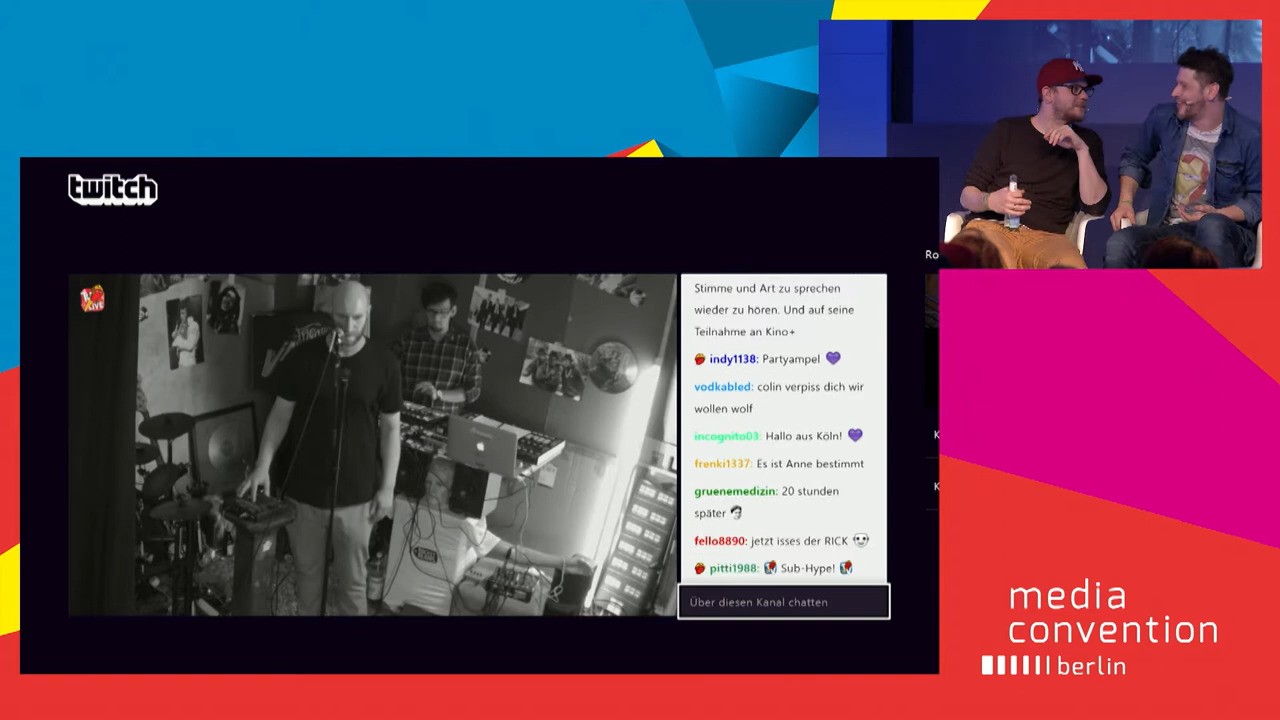 twitch
LIVE
Ro
Stimme und Art zu sprechen
wieder zu hören. Und auf seine
Teilnahme an Kino+
indy1138: Partyampel
vodkabled: colin verpiss dich wir
wollen wolf
incognito03: Hallo aus Köln!
frenki1337: Es ist Anne bestimmt
gruenemedizin: 20 stunden
später
fello8890: jetzt isses der RICK
pitti1988: Sub-Hype!
Über diesen Kanal chatten
K
K
media
convention
berlin